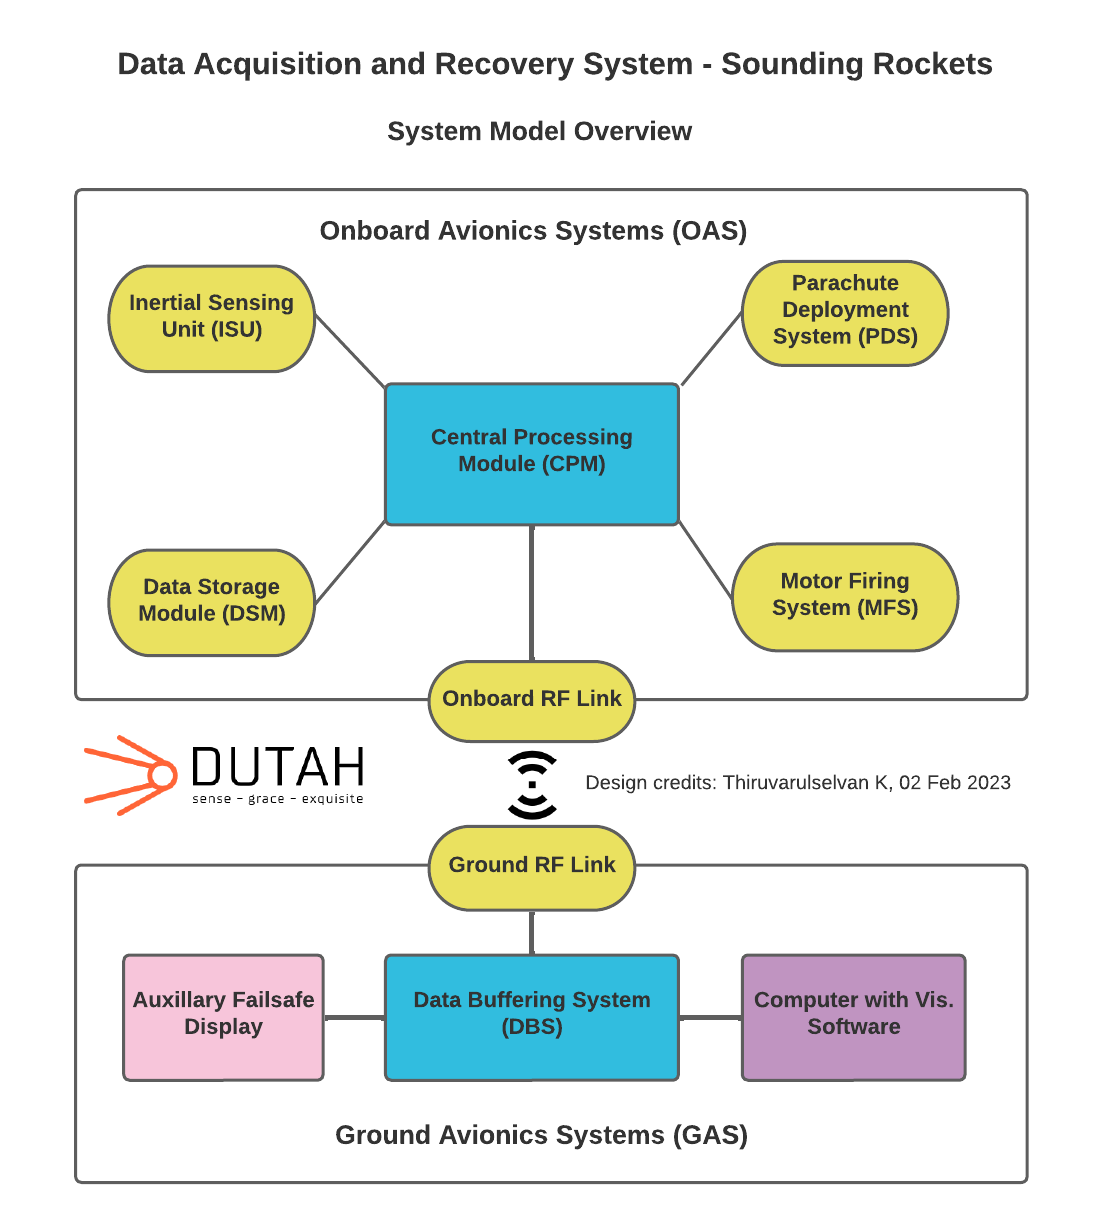 Data Acquisition and Recovery System - Sounding Rockets
System Model Overview
Onboard Avionics Systems (OAS)
Inertial Sensing
Unit (ISU)
Parachute
Deployment
System (PDS)
Central Processing
Module (CPM)
Data Storage
Module (DSM)
Motor Firing
System (MFS)
Onboard RF Link
DUTAH
sense - grace - exquisite
Design credits: Thiruvarulselvan K, 02 Feb 2023
Ground RF Link
Auxillary Failsafe
Display
Data Buffering System
(DBS)
Computer with Vis.
Software
Ground Avionics Systems (GAS)